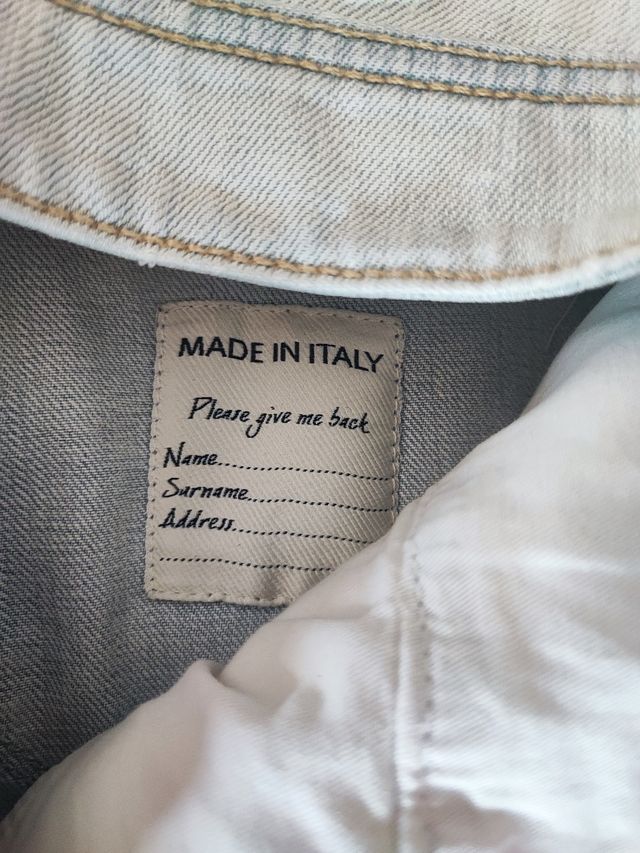 MADE IN ITALY
Please give me back
Name....................................
Surname..............................
Address................................
................................................